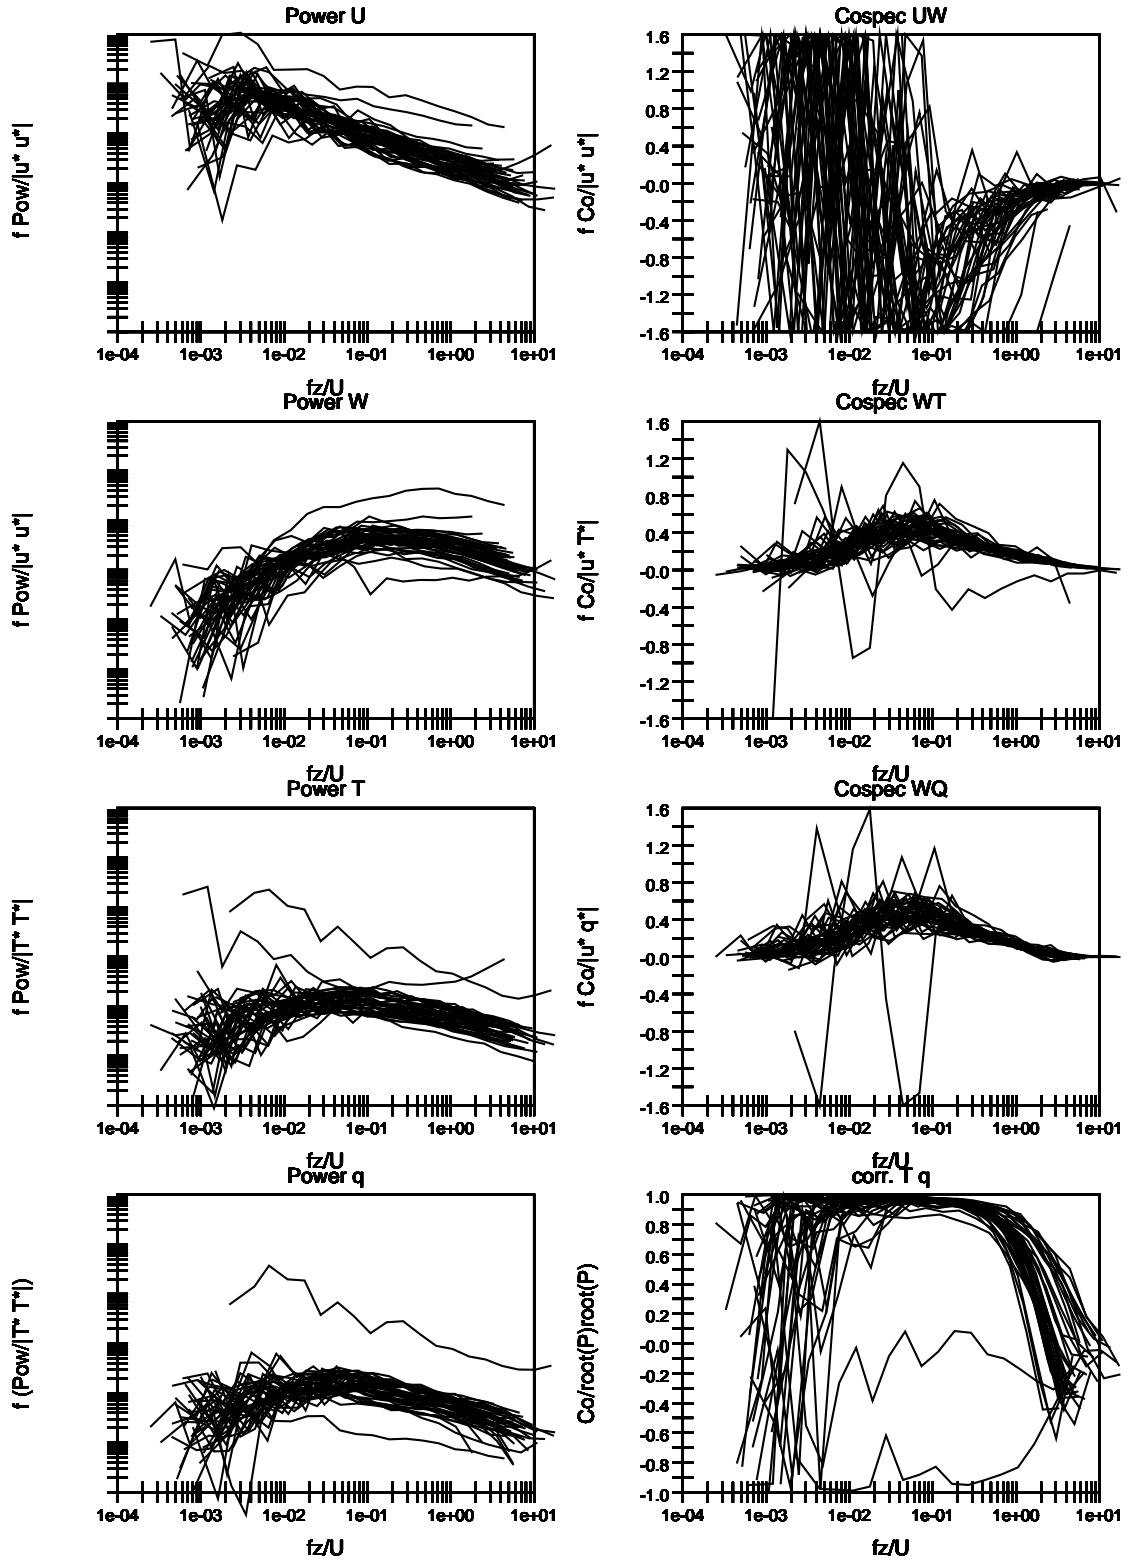 Power U
f Pow/|u* u*|
1e-04 1e-03 1e-02 1e-01 1e+00 1e+01
fz/U
Cospec UW
f Co/|u* u*|
1.6
1.2
0.8
0.4
-0.0
-0.4
-0.8
-1.2
-1.6
1e-04 1e-03 1e-02 1e-01 1e+00 1e+01
fz/U
Power W
f Pow/|u* u*|
1e-04 1e-03 1e-02 1e-01 1e+00 1e+01
fz/U
Cospec WT
f Co/|u* T*|
1.6
1.2
0.8
0.4
-0.0
-0.4
-0.8
-1.2
-1.6
1e-04 1e-03 1e-02 1e-01 1e+00 1e+01
fz/U
Power T
f Pow/|T* T*|
1e-04 1e-03 1e-02 1e-01 1e+00 1e+01
fz/U
Cospec WQ
f Co/|u* q*|
1.6
1.2
0.8
0.4
-0.0
-0.4
-0.8
-1.2
-1.6
1e-04 1e-03 1e-02 1e-01 1e+00 1e+01
fz/U
Power q
f (Pow/|T* T*|)
1e-04 1e-03 1e-02 1e-01 1e+00 1e+01
fz/U
corr. T q
Co/root(P)root(P)
1.0
0.8
0.6
0.4
0.2
-0.0
-0.2
-0.4
-0.6
-0.8
-1.0
1e-04 1e-03 1e-02 1e-01 1e+00 1e+01
fz/U